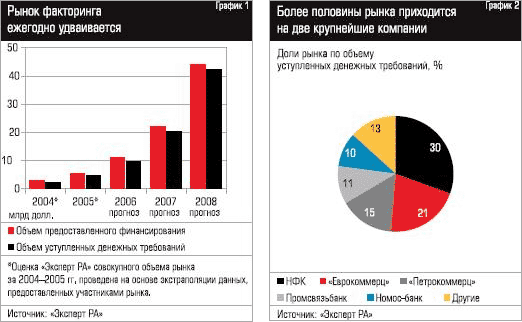 График 1
Рынок факторинга
ежегодно удваивается
50
40
30
20
10
0
2004* 2005* 2006 2007 2008
прогноз прогноз прогноз
млрд долл.
Объем предоставленного финансирования
Объем уступленных денежных требований
*Оценка «Эксперт РА» совокупного объема рынка
за 2004–2005 гг, проведена на основе экстраполяции данных,
предоставленных участниками рынка.
Источник: «Эксперт РА»
График 2
Более половины рынка приходится
на две крупнейшие компании
Доли рынка по объему
уступленных денежных требований, %
13
30
10
11
15
21
НФК «Еврокоммерц» «Петрокоммерц»
Промсвязьбанк Номос-банк Другие
Источник: «Эксперт РА»